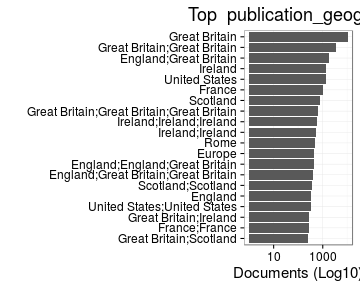 Top publication_geog
Great Britain
Great Britain;Great Britain
England;Great Britain
Ireland
United States
France
Scotland
Great Britain;Great Britain;Great Britain
Ireland;Ireland;Ireland
Ireland;Ireland
Rome
Europe
England;England;Great Britain
England;Great Britain;Great Britain
Scotland;Scotland
England
United States;United States
Great Britain;Ireland
France;France
Great Britain;Scotland
10 1000
Documents (Log10)